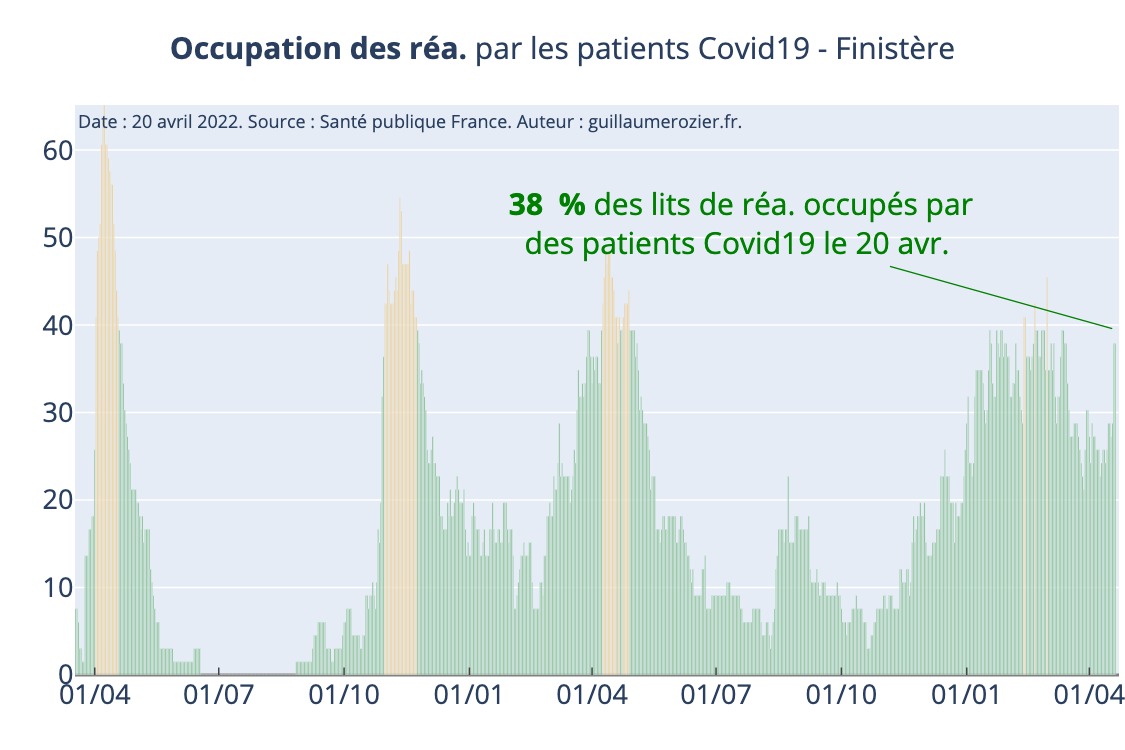 Occupation des réa. par les patients Covid19 - Finistère
Date : 20 avril 2022. Source : Santé publique France. Auteur : guillaumerozier.fr.
38 % des lits de réa. occupés par
des patients Covid19 le 20 avr.
60
50
40
30
20
10
0
01/04 01/07 01/10 01/01 01/04 01/07 01/10 01/01 01/04